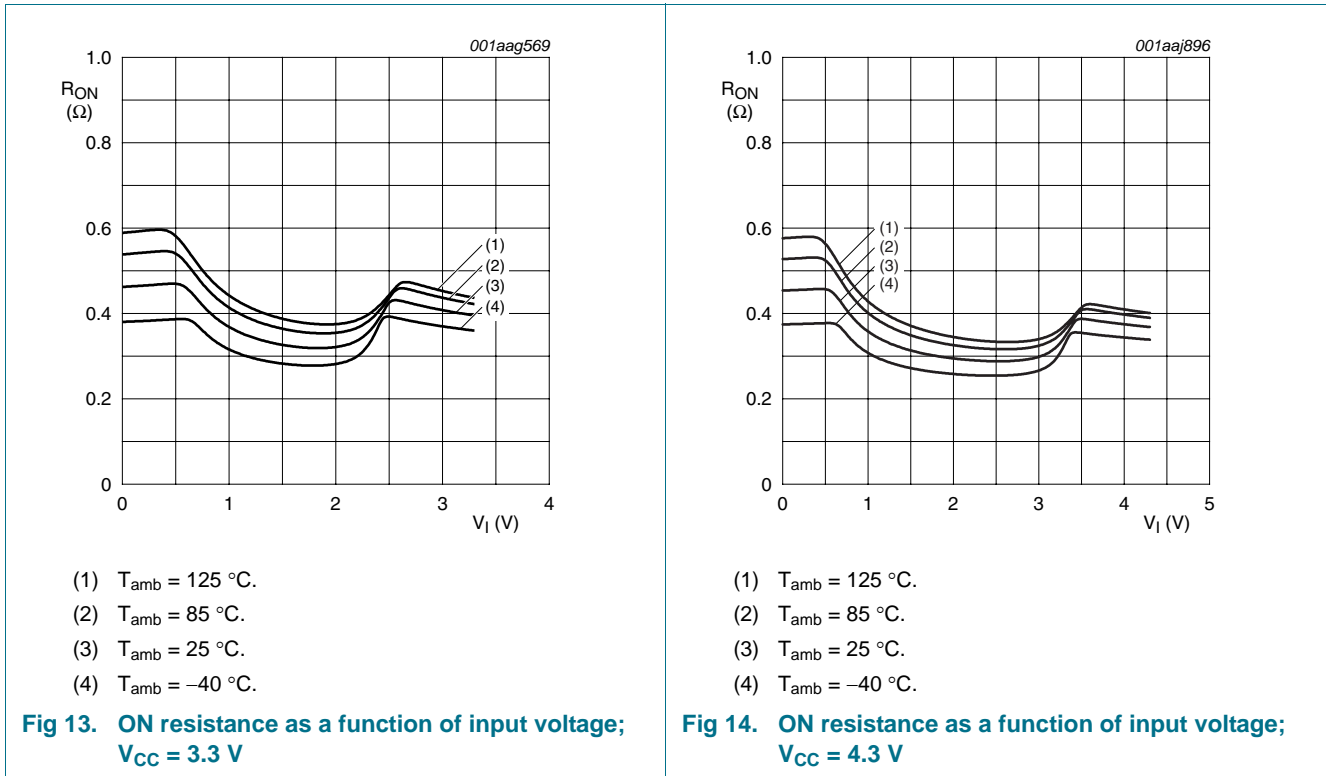 001aag569
1.0
RON
(Ω)
0.8
0.6
0.4
0.2
0
0 1 2 3 4
VI (V)
(1)
(2)
(3)
(4)
(1) Tamb = 125 °C.
(2) Tamb = 85 °C.
(3) Tamb = 25 °C.
(4) Tamb = −40 °C.
Fig 13. ON resistance as a function of input voltage;
VCC = 3.3 V
001aaj896
1.0
RON
(Ω)
0.8
0.6
0.4
0.2
0
0 1 2 3 4 5
VI (V)
(1)
(2)
(3)
(4)
(1) Tamb = 125 °C.
(2) Tamb = 85 °C.
(3) Tamb = 25 °C.
(4) Tamb = −40 °C.
Fig 14. ON resistance as a function of input voltage;
VCC = 4.3 V